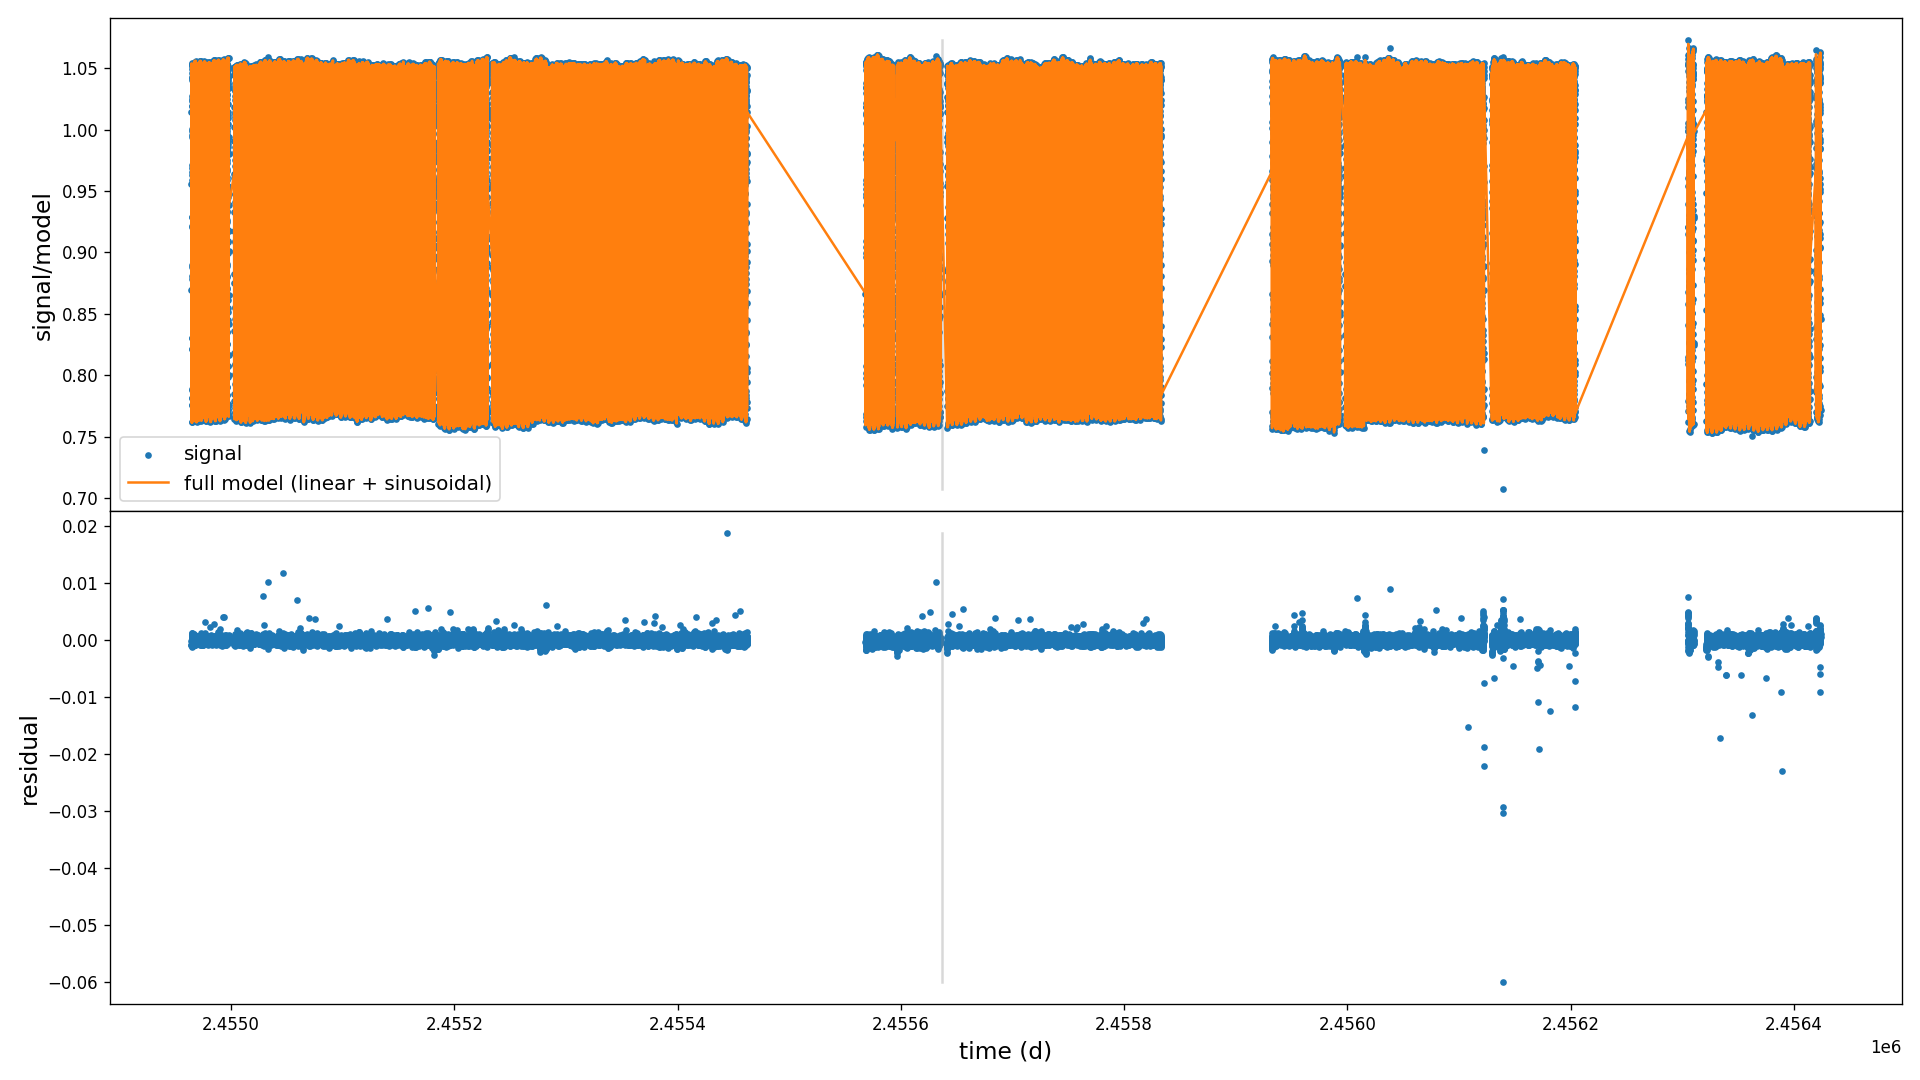 signal/model
1.05
1.00
0.95
0.90
0.85
0.80
0.75
0.70
signal
full model (linear + sinusoidal)
residual
0.02
0.01
0.00
−0.01
−0.02
−0.03
−0.04
−0.05
−0.06
2.4550 2.4552 2.4554 2.4556 2.4558 2.4560 2.4562 2.4564
time (d)
1e6